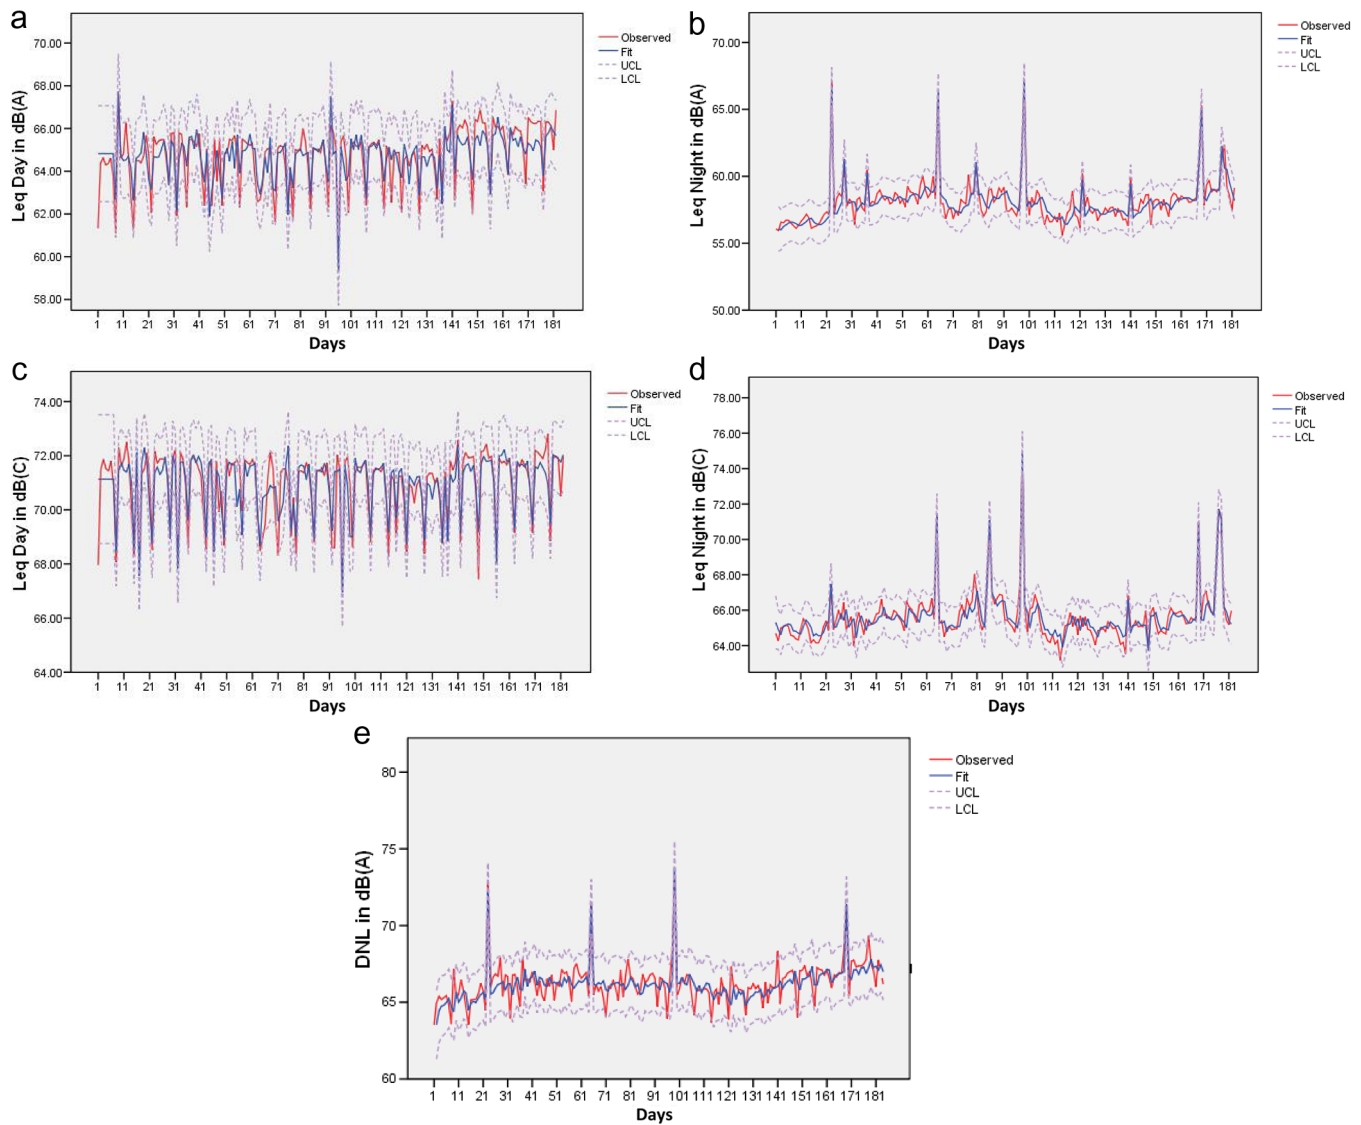 a
Leq Day in dB(A)
70.00
68.00
66.00
64.00
62.00
60.00
58.00
1 11 21 31 41 51 61 71 81 91 101 111 121 131 141 151 161 171 181
Days
Observed
Fit
UCL
LCL
b
Leq Night in dB(A)
70.00
65.00
60.00
55.00
50.00
1 11 21 31 41 51 61 71 81 91 101 111 121 131 141 151 161 171 181
Days
Observed
Fit
UCL
LCL
c
Leq Day in dB(C)
74.00
72.00
70.00
68.00
66.00
64.00
1 11 21 31 41 51 61 71 81 91 101 111 121 131 141 151 161 171 181
Days
Observed
Fit
UCL
LCL
d
Leq Night in dB(C)
78.00
76.00
74.00
72.00
70.00
68.00
66.00
64.00
1 11 21 31 41 51 61 71 81 91 101 111 121 131 141 151 161 171 181
Days
Observed
Fit
UCL
LCL
e
DNL in dB(A)
80
75
70
65
60
1 11 21 31 41 51 61 71 81 91 101 111 121 131 141 151 161 171 181
Days
Observed
Fit
UCL
LCL